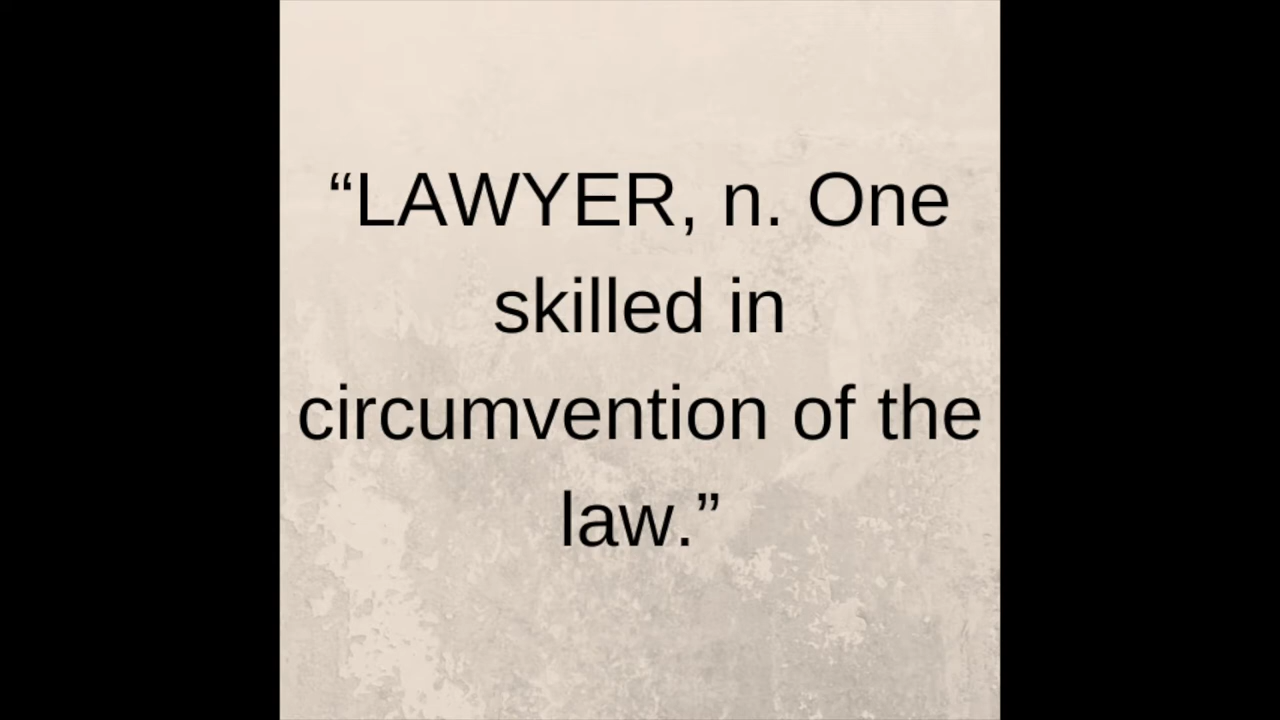 “LAWYER, n. One
skilled in
circumvention of the
law.”